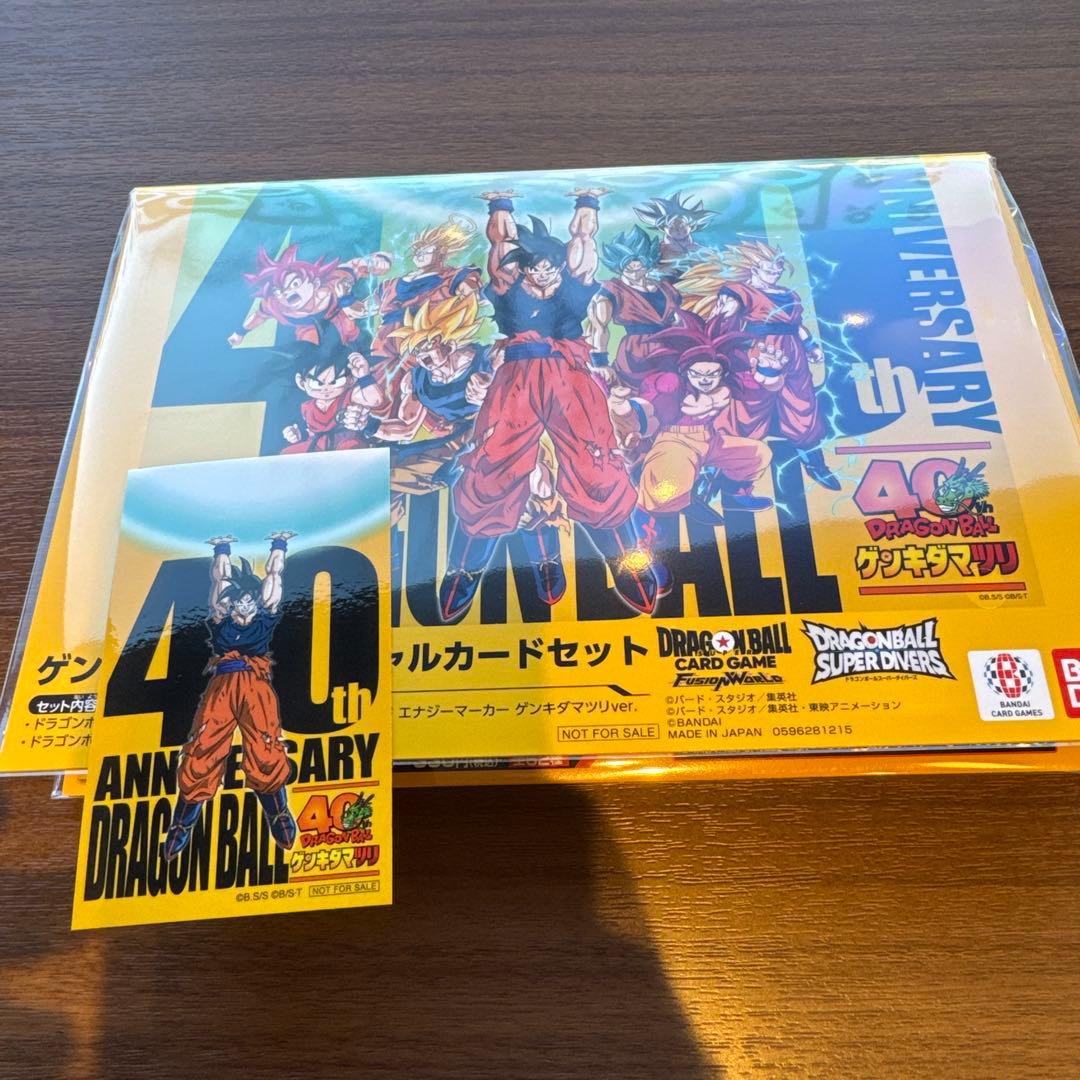 ANNIVERSARY
th
40th
DRAGON BALL
ゲンキダマツリ
©B.S/S ©B/S・T
ャルカードセット
DRAGON BALL
SUPER
CARD GAME
FUSION WORLD
DRAGONBALL
SUPER DIVERS
ドラゴンボールスーパーダイバーズ
BANDAI
CARD GAMES
セット内容
・ドラゴンボ
・ドラゴンボ
エナジーマーカー ゲンキダマツリver.
NOT FOR SALE
©バード・スタジオ／集英社
©バード・スタジオ／集英社・東映アニメーション
©BANDAI
MADE IN JAPAN 0596281215
40th
ANNIVERSARY
DRAGON BALL
40th
DRAGON BALL
ゲンキダマツリ
©B.S/S ©B/S・T
NOT FOR SALE